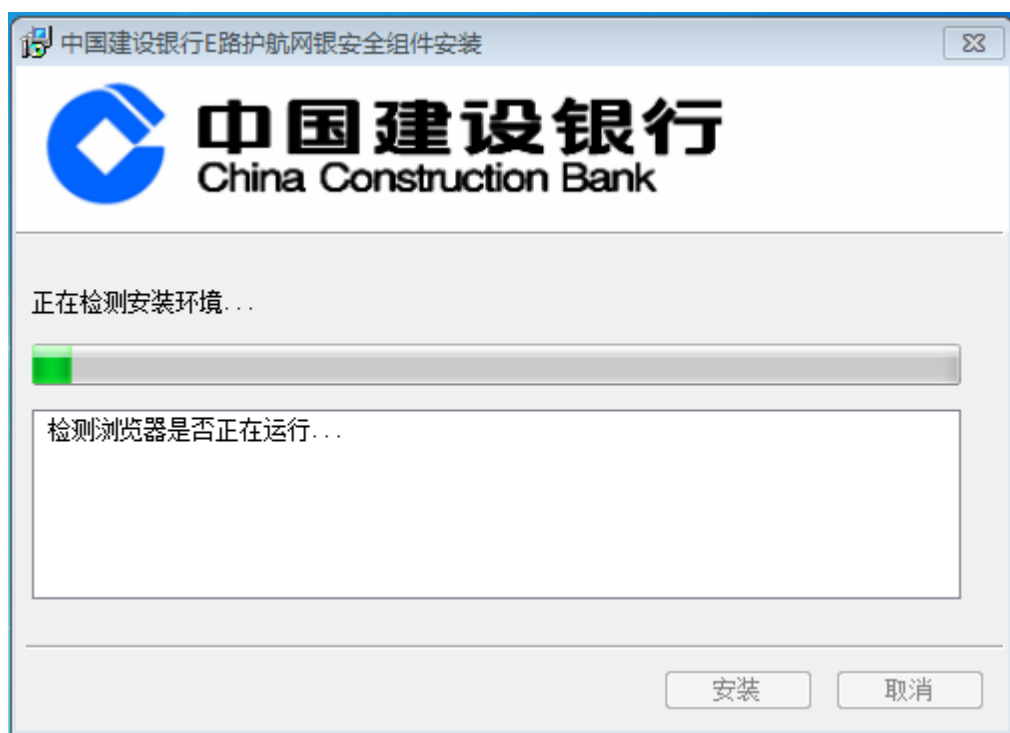 中国建设银行E路护航网银安全组件安装
中国建设银行
China Construction Bank
正在检测安装环境...
检测浏览器是否正在运行...
安装
取消